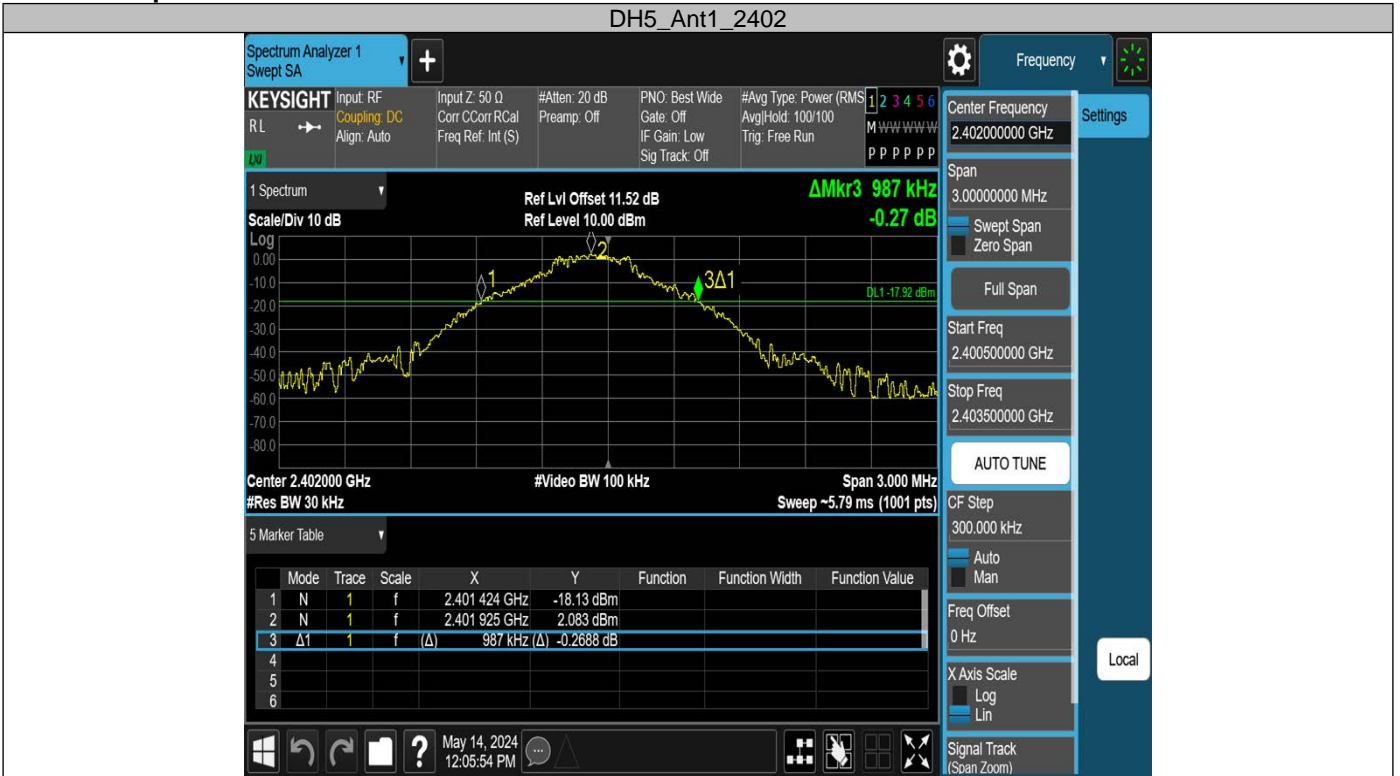 DH5_Ant1_2402
Spectrum Analyzer 1
Swept SA
+
Frequency
KEYSIGHT
R L
LXI
Input: RF
Coupling: DC
Align: Auto
Input Z: 50 Ω
Corr CCorr RCal
Freq Ref: Int (S)
#Atten: 20 dB
Preamp: Off
PNO: Best Wide
Gate: Off
IF Gain: Low
Sig Track: Off
#Avg Type: Power (RMS
Avg|Hold: 100/100
Trig: Free Run
1 2 3 4 5 6
M W W W W W
P P P P P P
Center Frequency
2.402000000 GHz
Settings
1 Spectrum
Scale/Div 10 dB
Ref Lvl Offset 11.52 dB
Ref Level 10.00 dBm
ΔMkr3 987 kHz
-0.27 dB
Log
0.00
-10.0
-20.0
-30.0
-40.0
-50.0
-60.0
-70.0
-80.0
1
2
3Δ1
DL1 -17.92 dBm
Center 2.402000 GHz
#Video BW 100 kHz
Span 3.000 MHz
#Res BW 30 kHz
Sweep ~5.79 ms (1001 pts)
Span
3.00000000 MHz
Swept Span
Zero Span
Full Span
Start Freq
2.400500000 GHz
Stop Freq
2.403500000 GHz
AUTO TUNE
CF Step
300.000 kHz
Auto
Man
Freq Offset
0 Hz
X Axis Scale
Log
Lin
Signal Track
(Span Zoom)
Local
5 Marker Table
Mode Trace Scale X Y Function Function Width Function Value
1 N 1 f 2.401 424 GHz -18.13 dBm
2 N 1 f 2.401 925 GHz 2.083 dBm
3 Δ1 1 f (Δ) 987 kHz (Δ) -0.2688 dB
4
5
6
?
May 14, 2024
12:05:54 PM